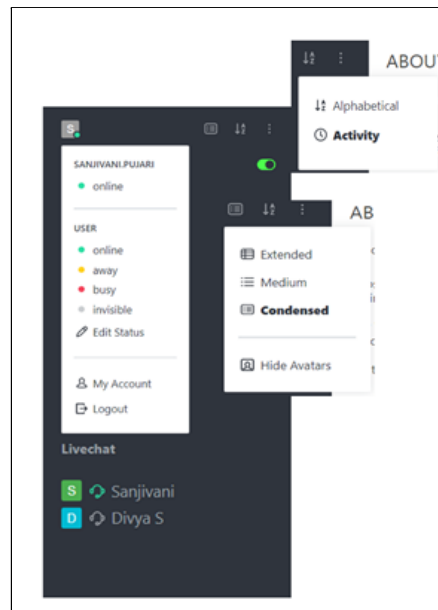 ABOU
Alphabetical
Activity
S
SANJIVANI.PUJARI
online
USER
online
away
busy
invisible
Edit Status
My Account
Logout
AB
Extended
Medium
Condensed
Hide Avatars
Livechat
S Sanjivani
D Divya S